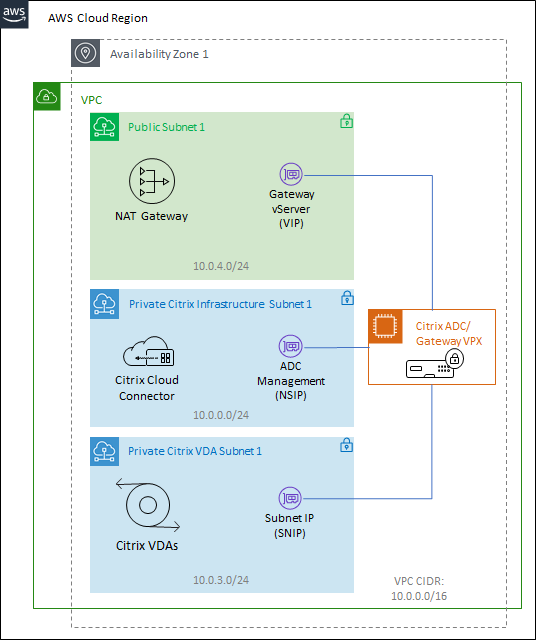 aws
AWS Cloud Region
Availability Zone 1
VPC
Public Subnet 1
NAT Gateway
Gateway
vServer
(VIP)
10.0.4.0/24
Private Citrix Infrastructure Subnet 1
Citrix Cloud
Connector
ADC
Management
(NSIP)
10.0.0.0/24
Citrix ADC/
Gateway VPX
Private Citrix VDA Subnet 1
Citrix VDAs
Subnet IP
(SNIP)
10.0.3.0/24
VPC CIDR:
10.0.0.0/16